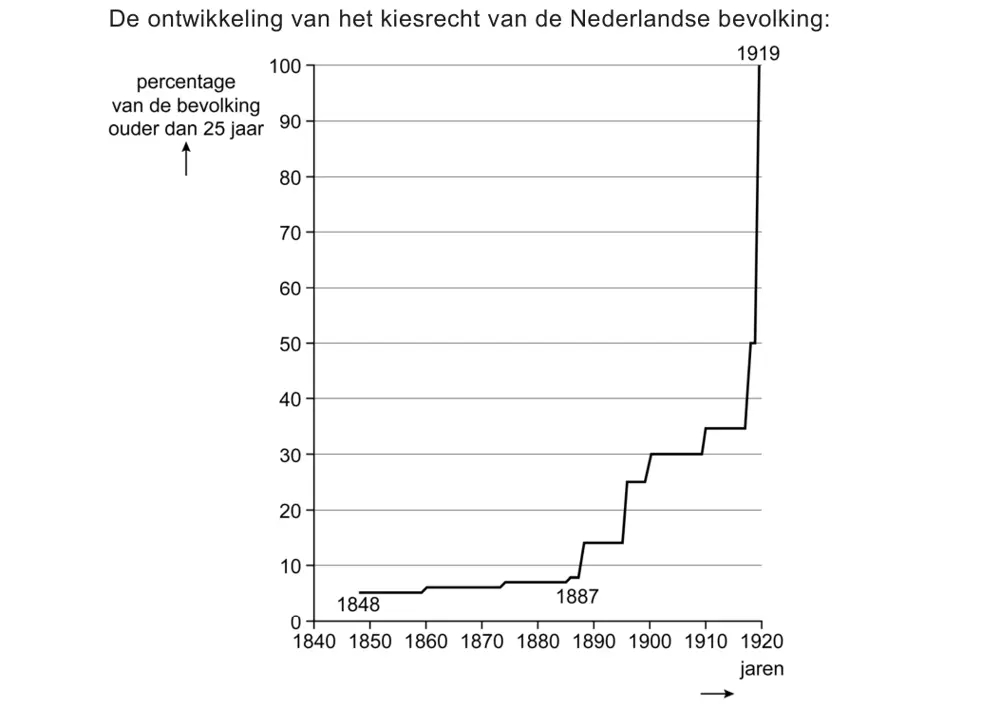 De ontwikkeling van het kiesrecht van de Nederlandse bevolking:
percentage
van de bevolking
ouder dan 25 jaar
100
90
80
70
60
50
40
30
20
10
0
1919
1848
1887
1840 1850 1860 1870 1880 1890 1900 1910 1920
jaren